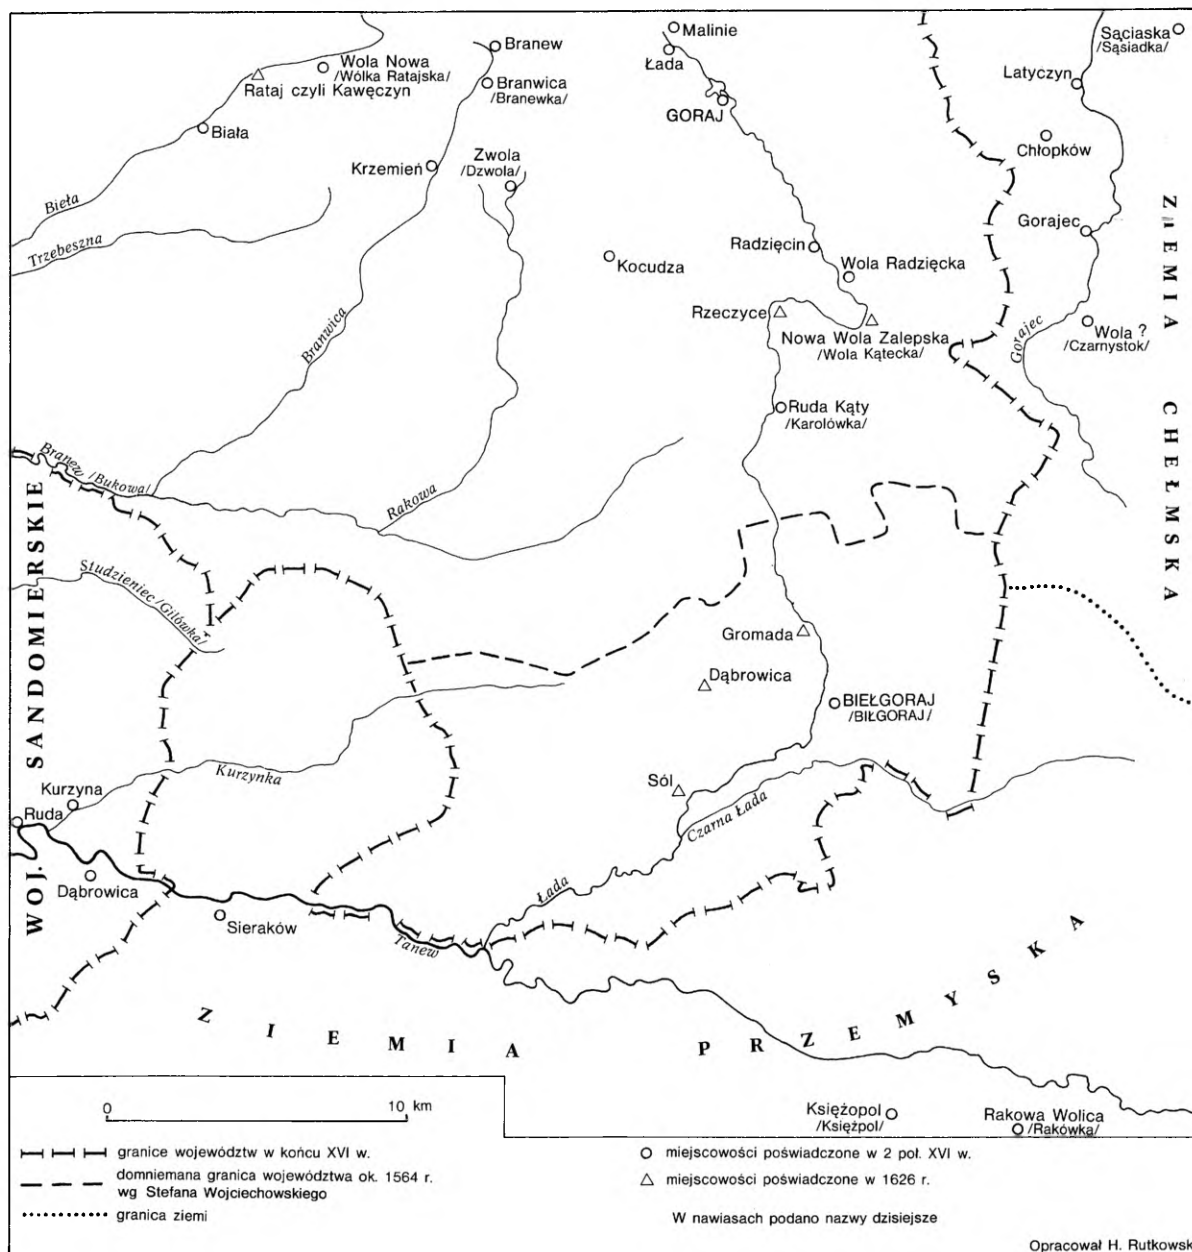 Malinie
Sąciaska
/Sąsiadka/
Branew
Łada
Wola Nowa
/Wólka Ratajska/
Rataj czyli Kawęczyn
Branwica
/Branewka/
Latyczyn
GORAJ
Biała
Chłopków
Krzemień
Zwola
/Dzwola/
Bieła
Trzebeszna
Gorajec
Radzięcin
Kocudza
Wola Radzięcka
Rzeczyce
Nowa Wola Zalepska
/Wola Kątecka/
Branwica
Gorajec
Wola ?
/Czarnystok/
ZIEMIA CHEŁMSKA
Ruda Kąty
/Karolówka/
Branew /Bukowa/
Rakowa
WOJ. SANDOMIERSKIE
Studzieniec /Gilówka/
Gromada
Dąbrowica
BIEŁGORAJ
/BIŁGORAJ/
Kurzynka
Kurzyna
Ruda
Sól
Czarna Łada
Dąbrowica
Łada
Sieraków
Tanew
ZIEMIA PRZEMYSKA
0 10 km
Księżopol
/Księżpol/
Rakowa Wolica
/Rakówka/
granice województw w końcu XVI w.
domniemana granica województwa ok. 1564 r.
wg Stefana Wojciechowskiego
granica ziemi
miejscowości poświadczone w 2 poł. XVI w.
miejscowości poświadczone w 1626 r.
W nawiasach podano nazwy dzisiejsze
Opracował H. Rutkowsk